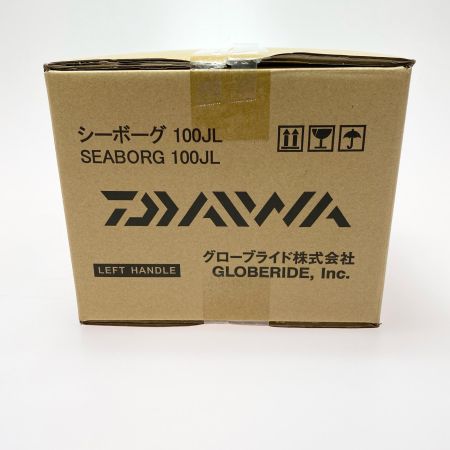 シーボーグ 100JL
SEABORG 100JL
DAIWA
LEFT HANDLE
グローブライド株式会社
GLOBERIDE, Inc.